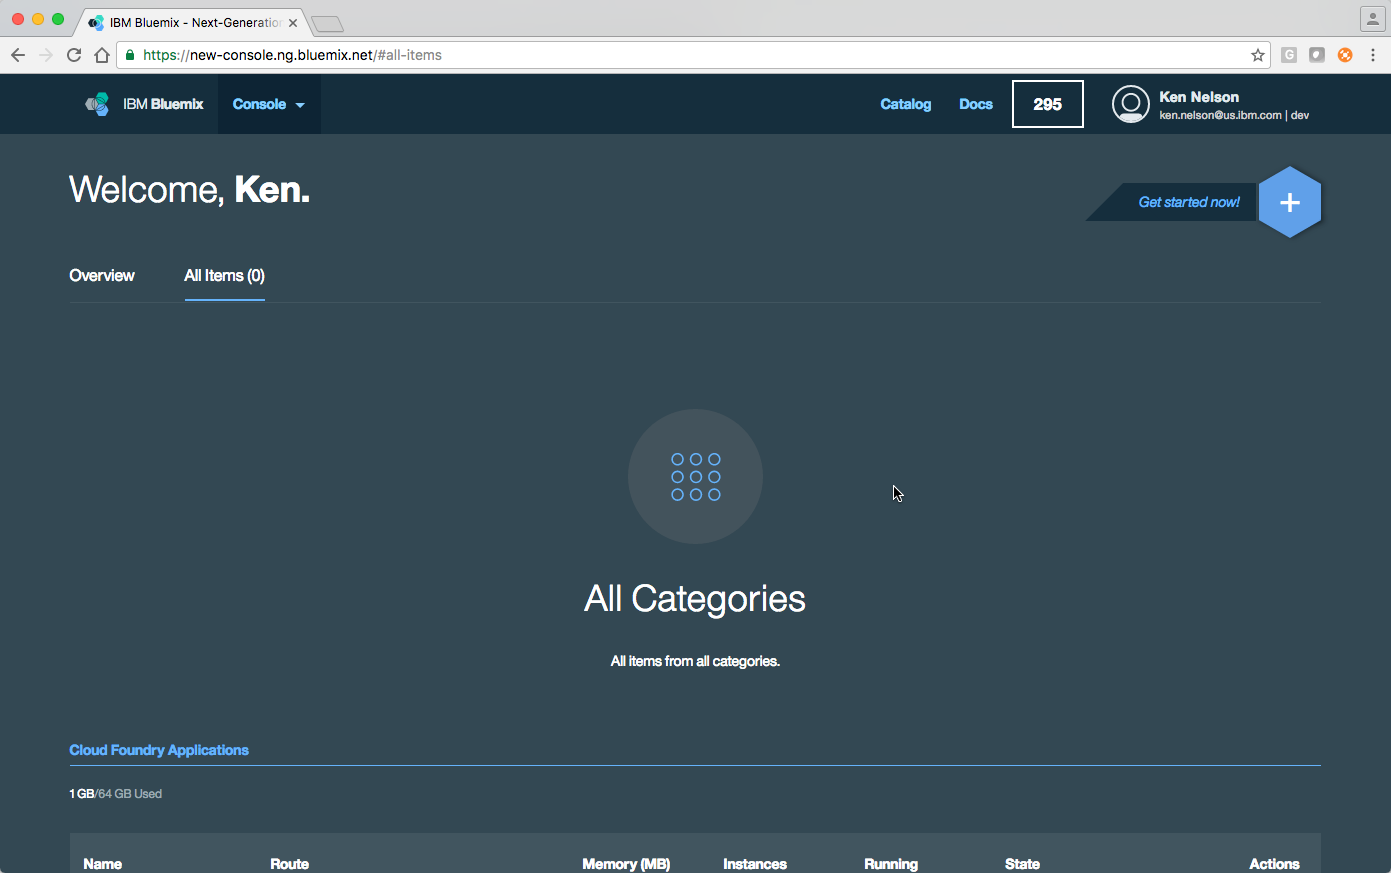 IBM Bluemix - Next-Generation
https://new-console.ng.bluemix.net/#all-items
G
IBM Bluemix
Console
Catalog
Docs
295
Ken Nelson
ken.nelson@us.ibm.com | dev
Welcome, Ken.
Get started now!
+
Overview
All Items (0)
All Categories
All items from all categories.
Cloud Foundry Applications
1 GB/64 GB Used
Name Route Memory (MB) Instances Running State Actions